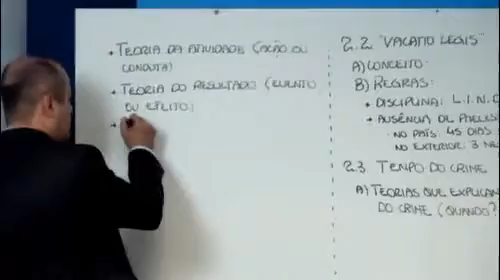 • TEORIA DA ATIVIDADE (AÇÃO OU
CONDUTA)
• TEORIA DO RESULTADO (EVENTO
OU EFEITO)
2.2 "VACATIO LEGIS"
A) CONCEITO:
B) REGRAS:
• DISCIPLINA: L.I.N.D
• AUSÊNCIA DE
NO PAÍS: 45 DIAS
NO EXTERIOR: 3
2.3 TEMPO DO CRIME
A) TEORIAS QUE EXPLICAM
DO CRIME (QUANDO?